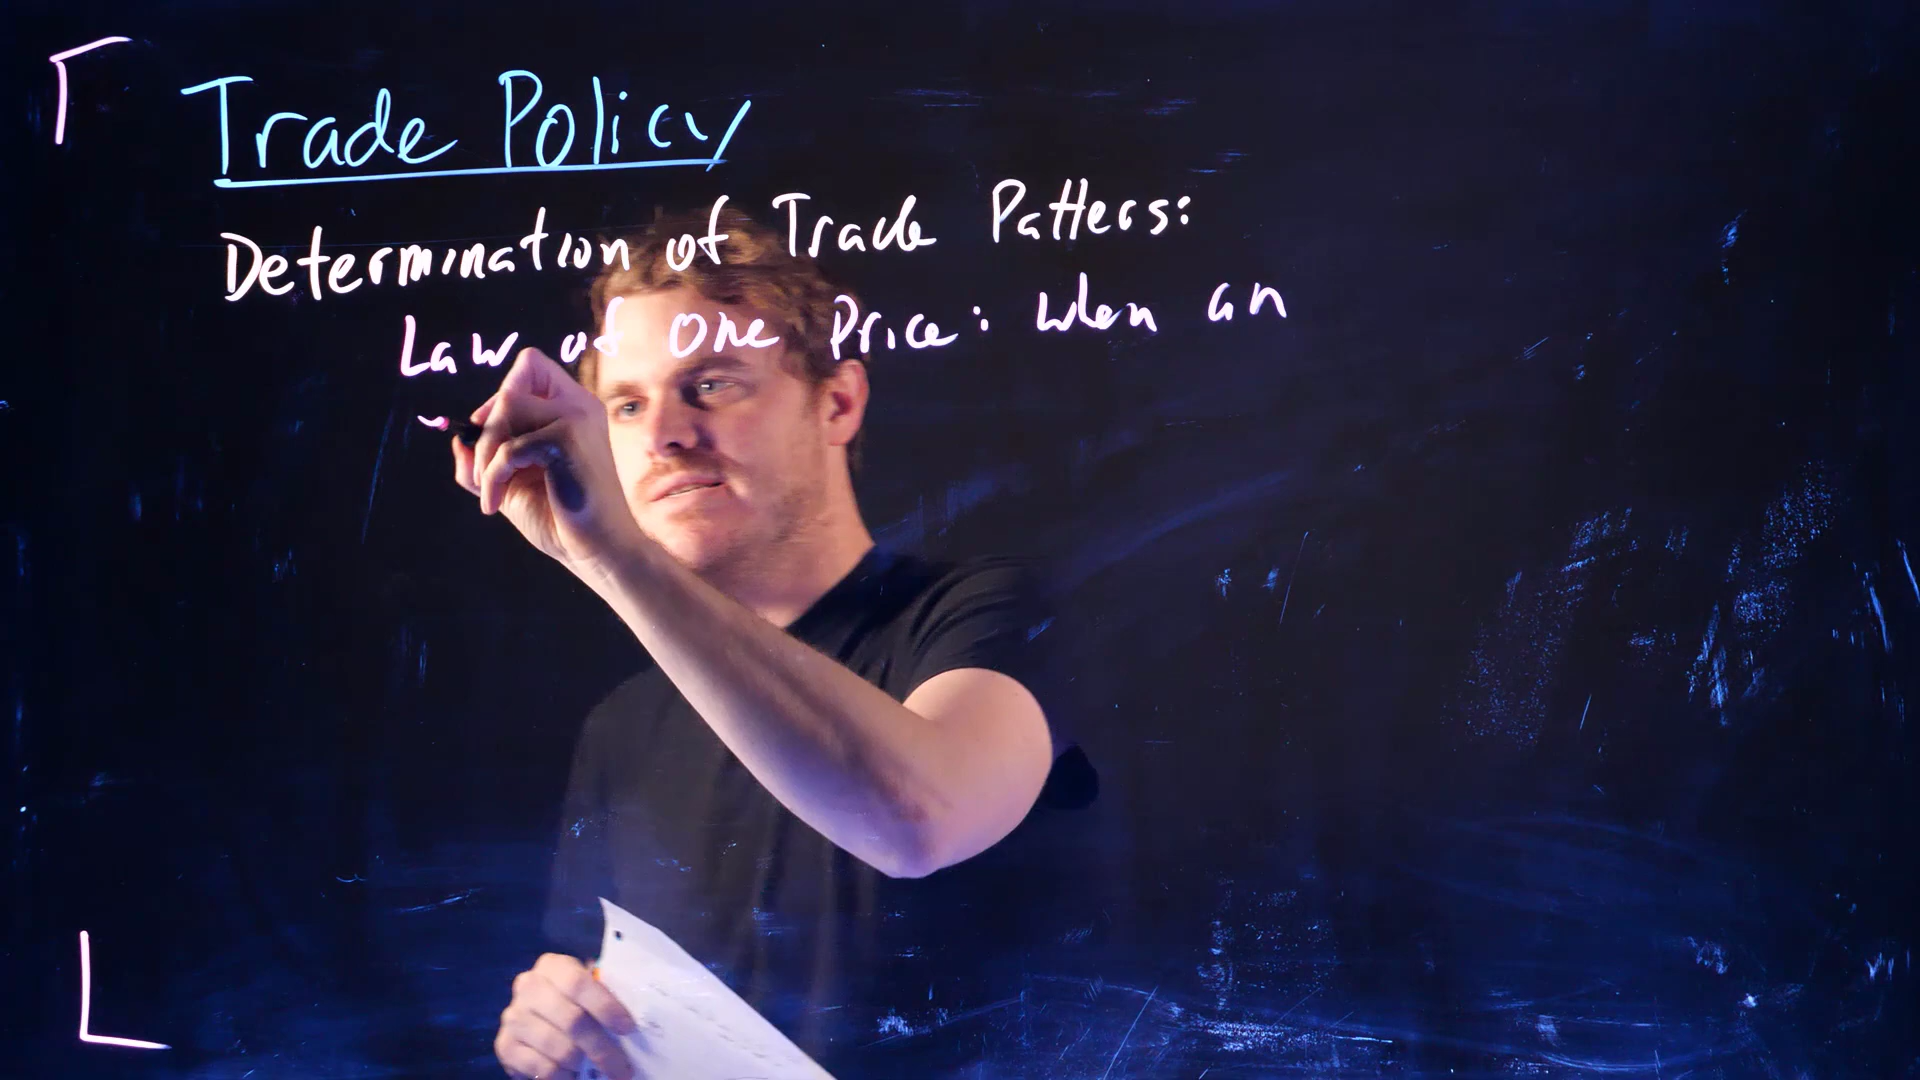 Trade Policy
Determination of Trade Patters:
Law of One Price: When an